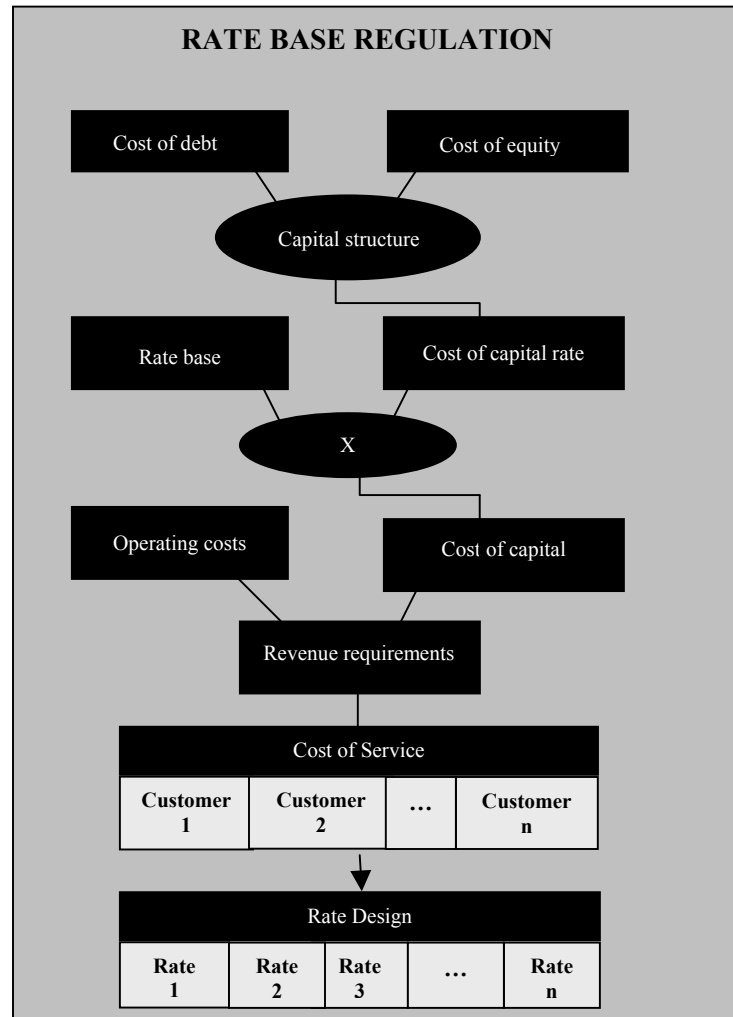 RATE BASE REGULATION
Cost of debt
Cost of equity
Capital structure
Rate base
Cost of capital rate
X
Operating costs
Cost of capital
Revenue requirements
Cost of Service
Customer
1
Customer
2
…
Customer
n
Rate Design
Rate
1
Rate
2
Rate
3
…
Rate
n